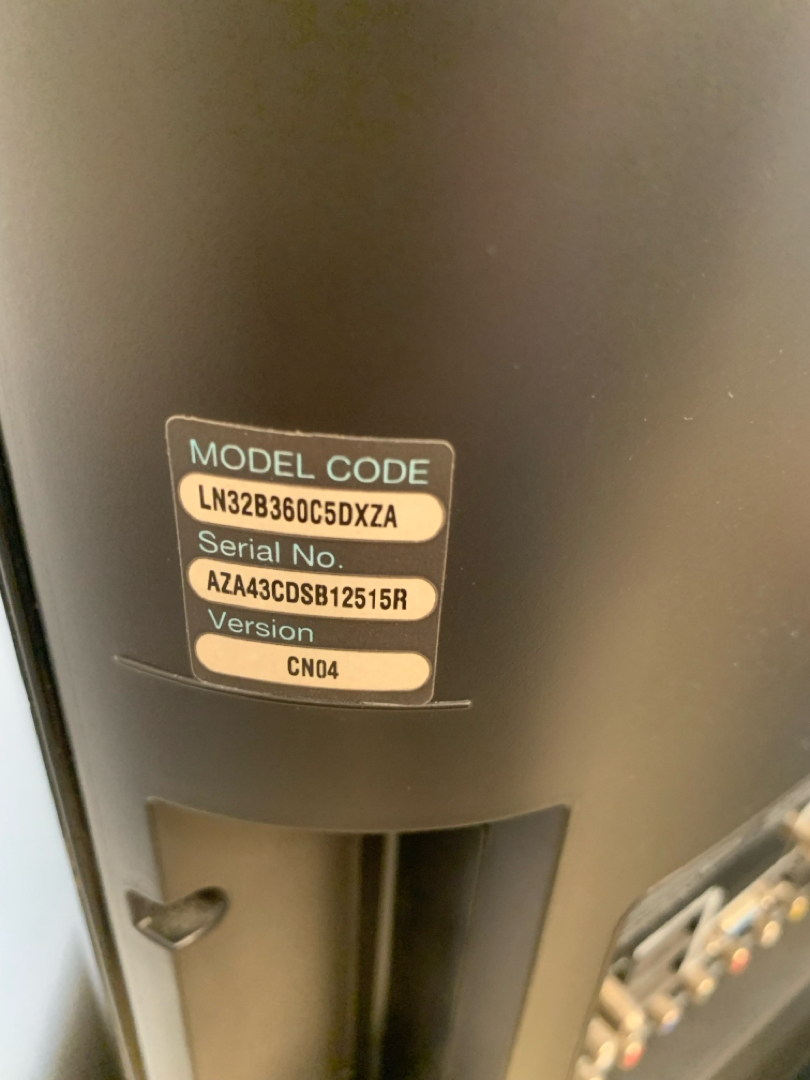 MODEL CODE
LN32B360C5DXZA
Serial No.
AZA43CDSB12515R
Version
CN04